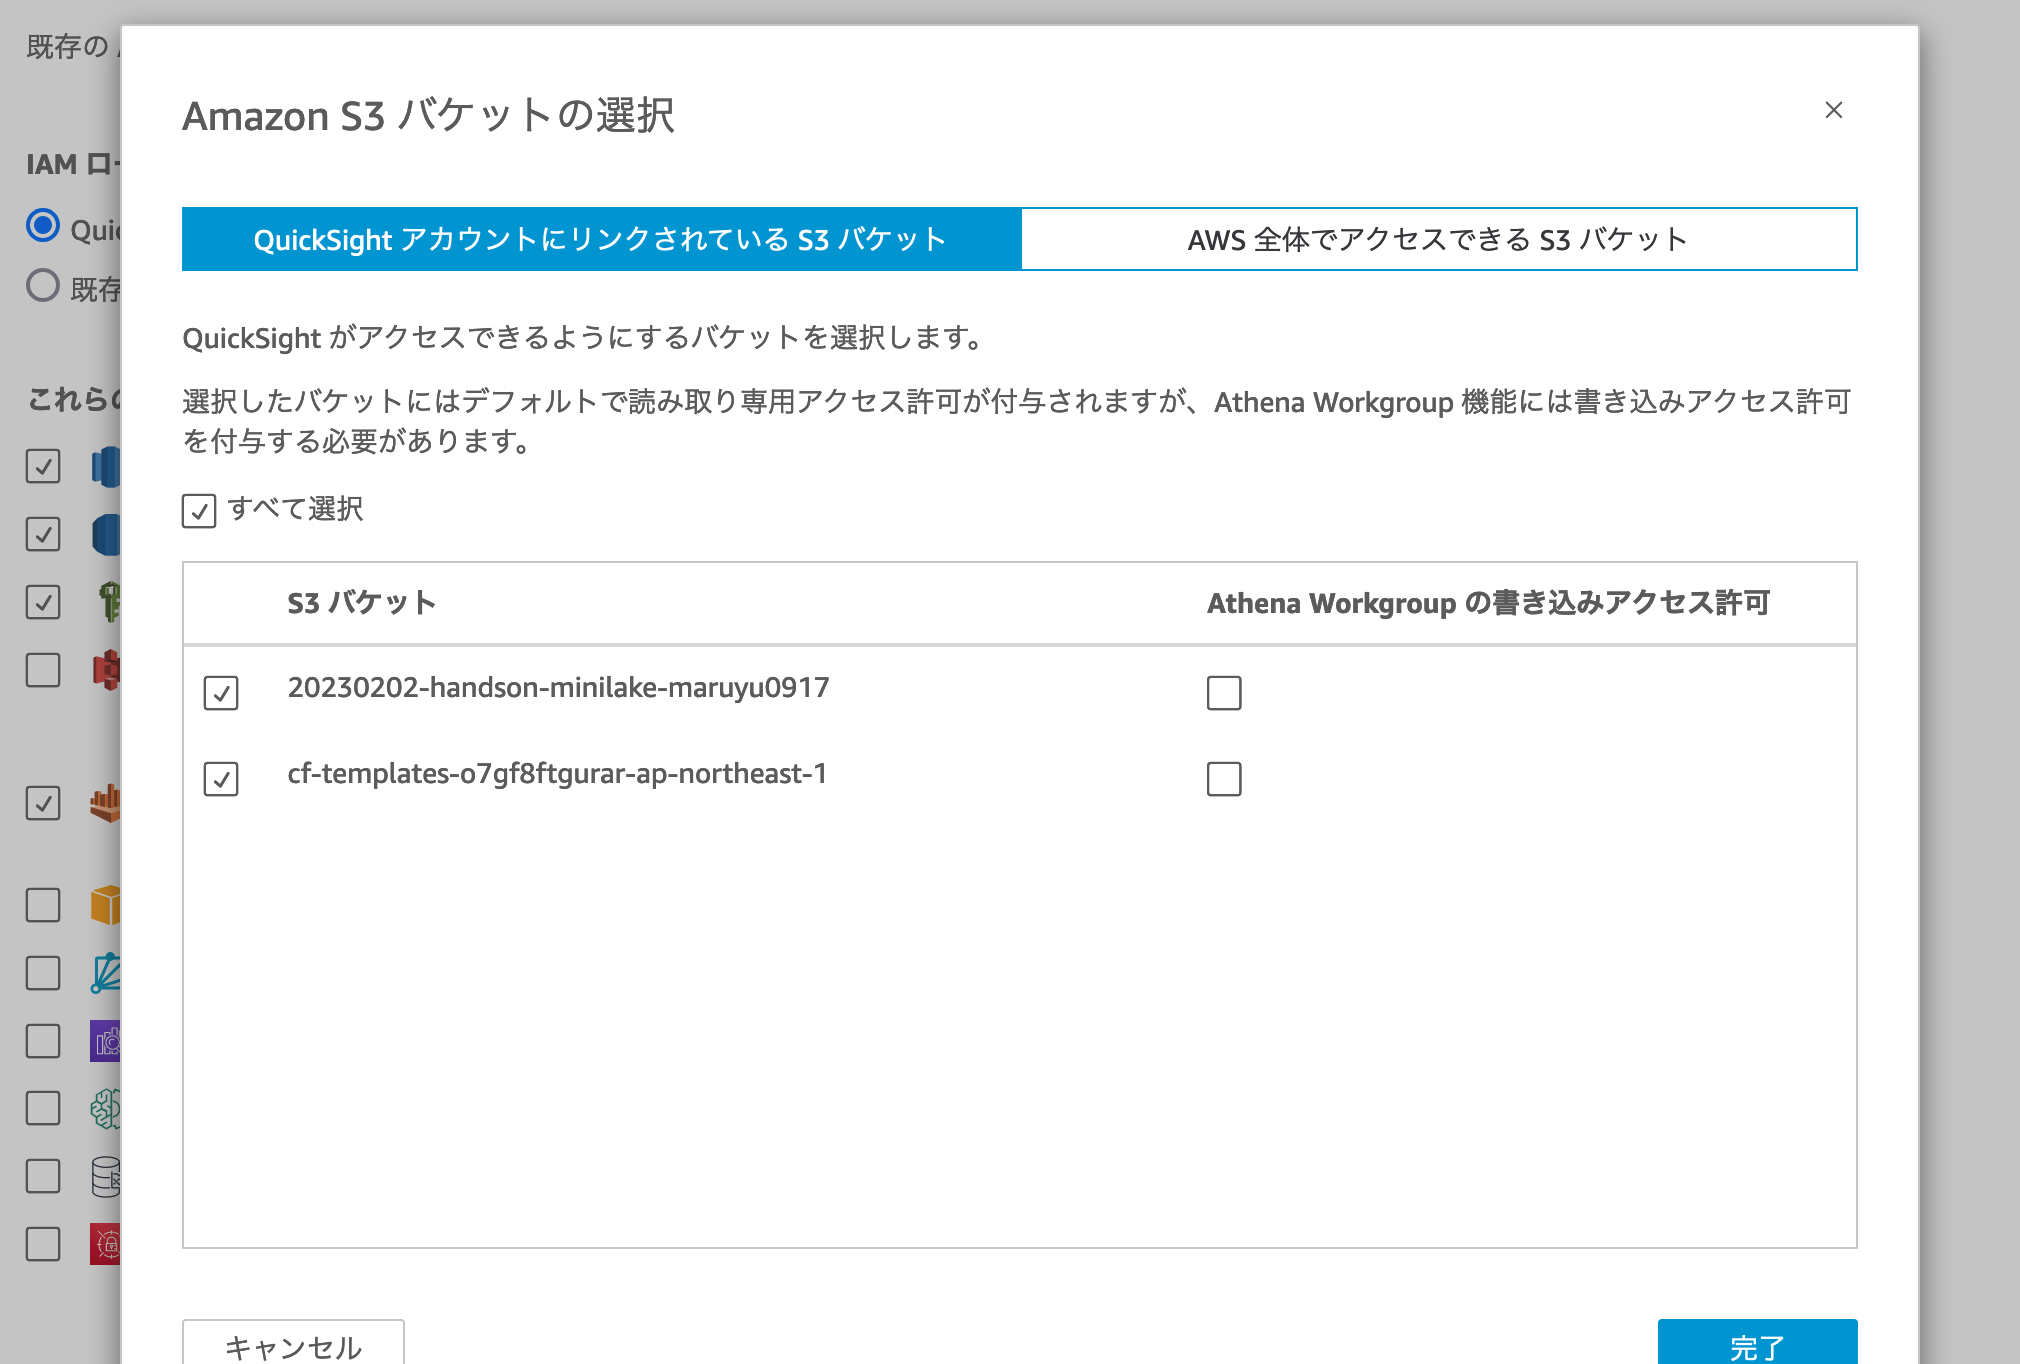 既存の
Amazon S3 バケットの選択
IAM ロー
QuickSight アカウントにリンクされている S3 バケット
AWS 全体でアクセスできる S3 バケット
既存
QuickSight がアクセスできるようにするバケットを選択します。
これらの
選択したバケットにはデフォルトで読み取り専用アクセス許可が付与されますが、Athena Workgroup 機能には書き込みアクセス許可
を付与する必要があります。
すべて選択
S3 バケット
Athena Workgroup の書き込みアクセス許可
20230202-handson-minilake-maruyu0917
cf-templates-o7gf8ftgurar-ap-northeast-1
キャンセル
完了